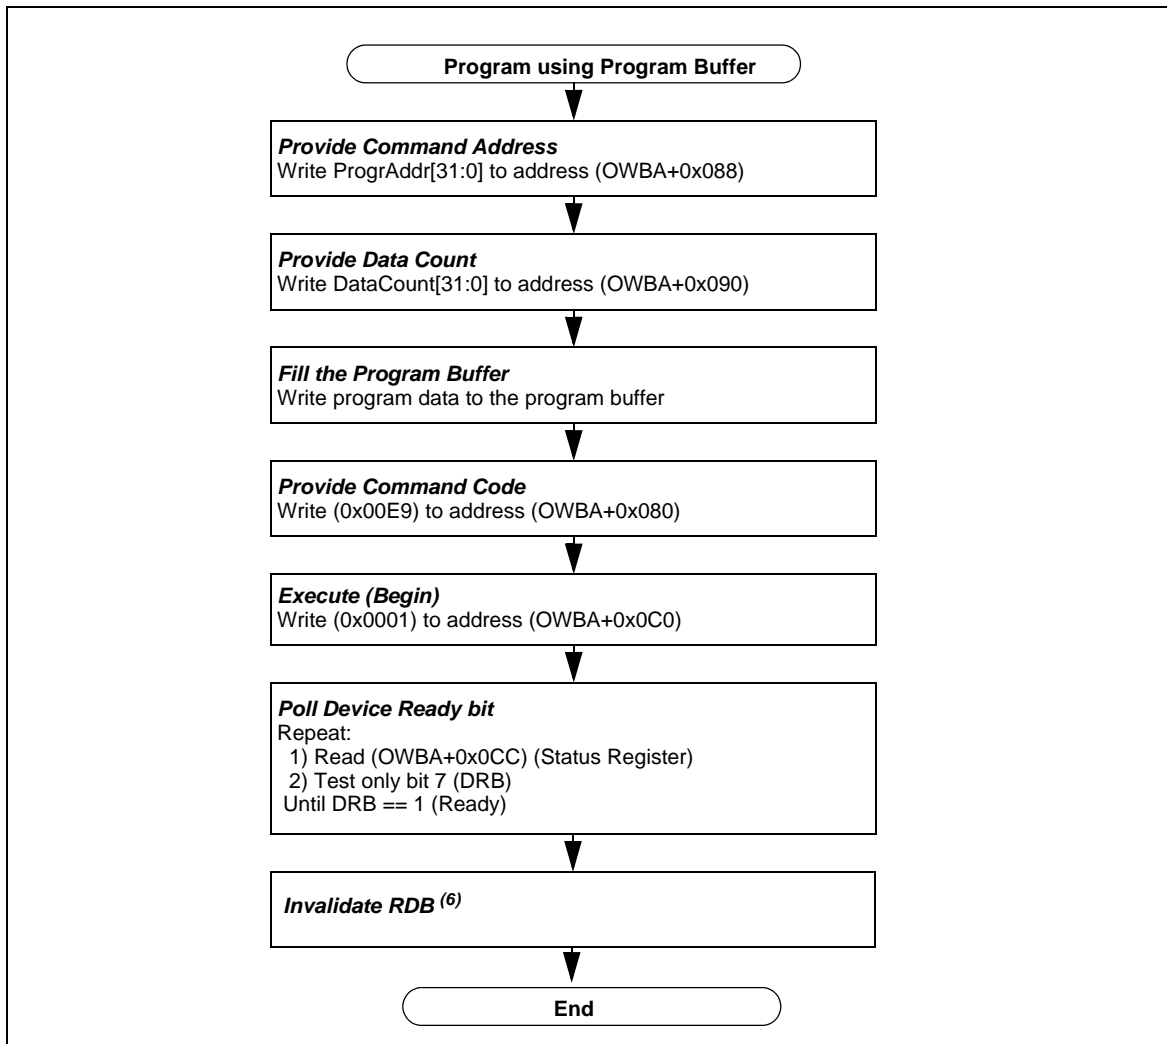 Program using Program Buffer
Provide Command Address
Write ProgrAddr[31:0] to address (OWBA+0x088)
Provide Data Count
Write DataCount[31:0] to address (OWBA+0x090)
Fill the Program Buffer
Write program data to the program buffer
Provide Command Code
Write (0x00E9) to address (OWBA+0x080)
Execute (Begin)
Write (0x0001) to address (OWBA+0x0C0)
Poll Device Ready bit
Repeat:
1) Read (OWBA+0x0CC) (Status Register)
2) Test only bit 7 (DRB)
Until DRB == 1 (Ready)
Invalidate RDB (6)
End